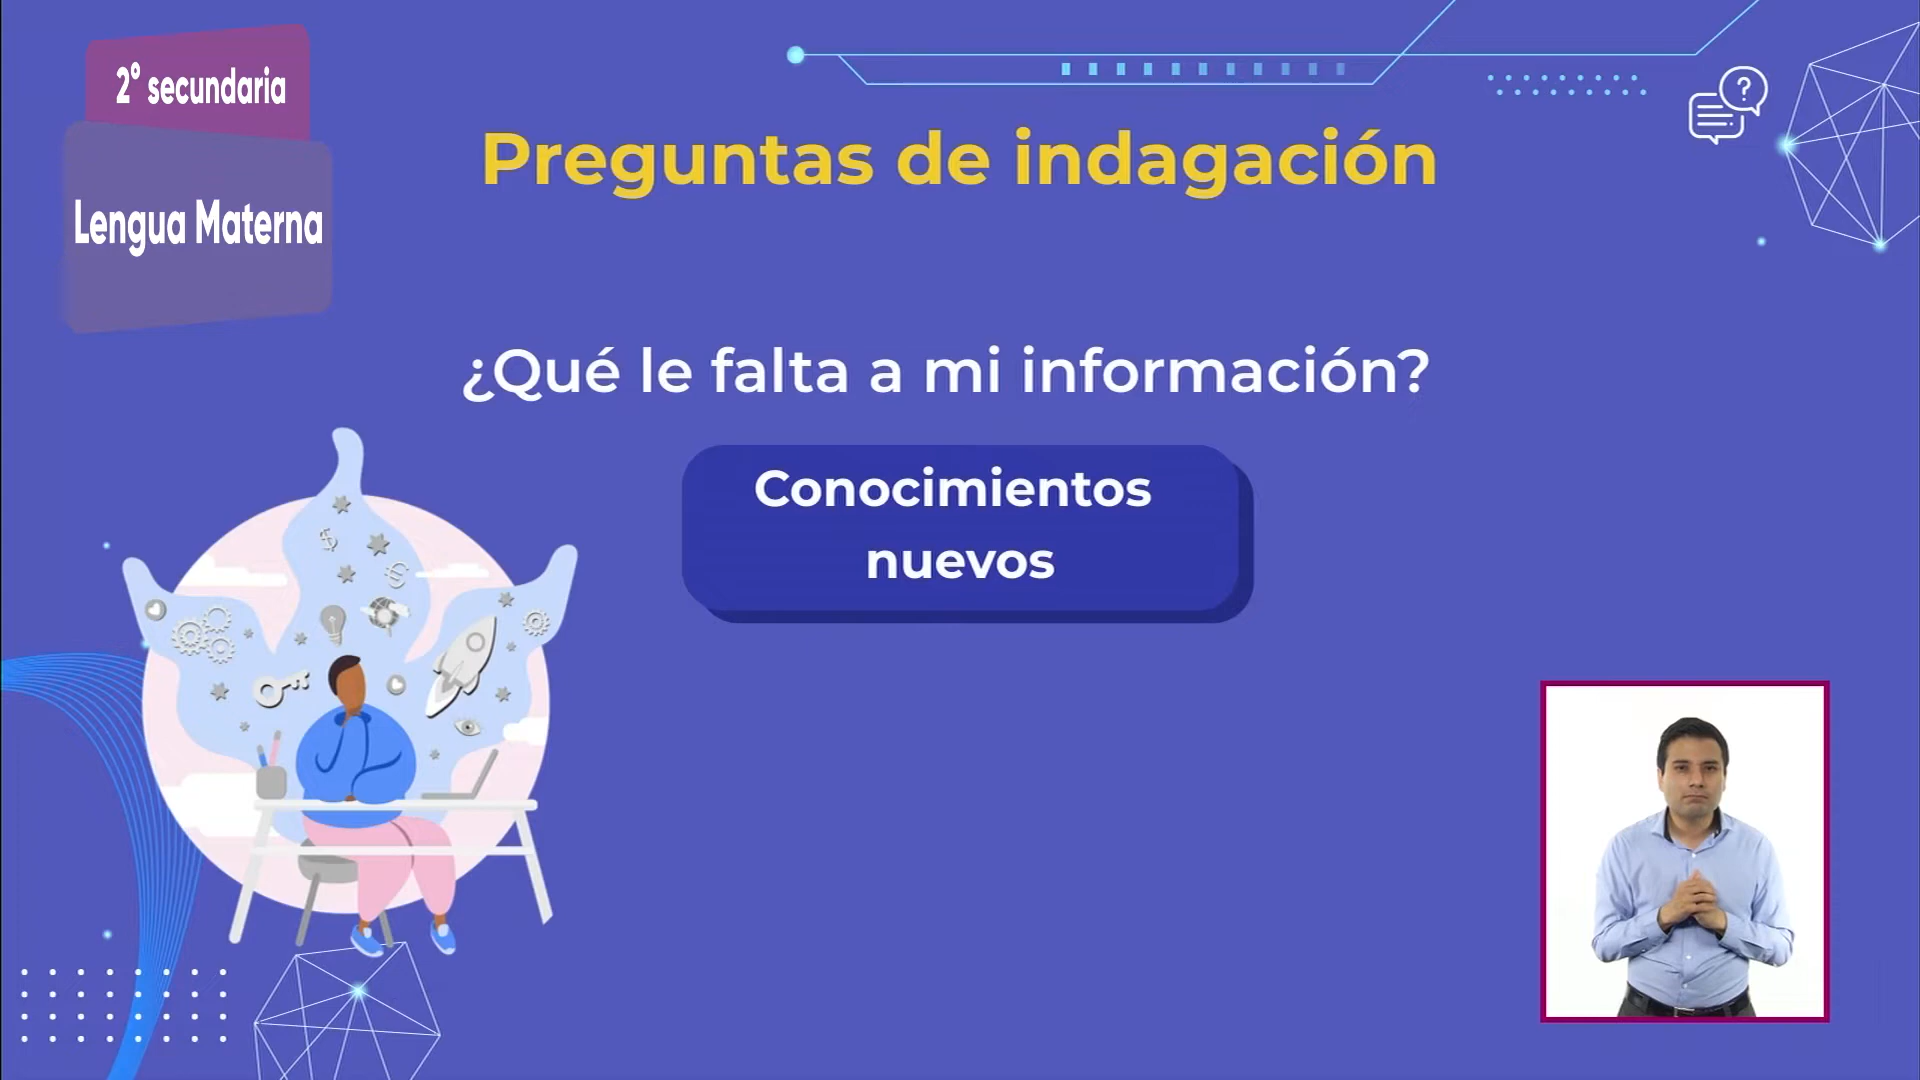 2° secundaria
Lengua Materna
Preguntas de indagación
¿Qué le falta a mi información?
Conocimientos
nuevos